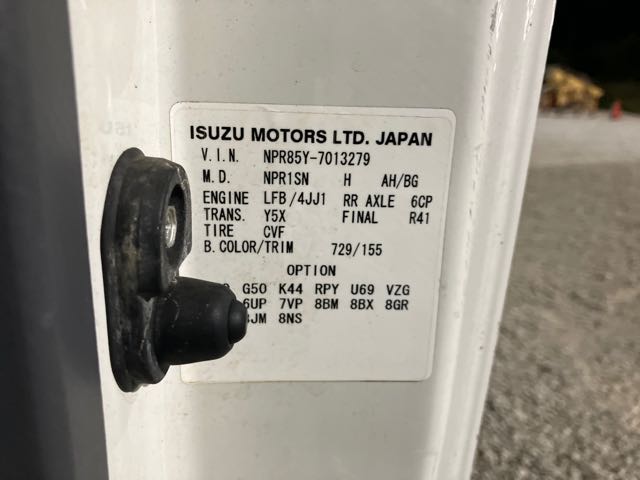 ISUZU MOTORS LTD. JAPAN
V.I.N. NPR85Y-7013279
M.D. NPR1SN H AH/BG
ENGINE LFB/4JJ1 RR AXLE 6CP
TRANS. Y5X FINAL R41
TIRE CVF
B.COLOR/TRIM 729/155
OPTION
G50 K44 RPY U69 VZG
6UP 7VP 8BM 8BX 8GR
8NS